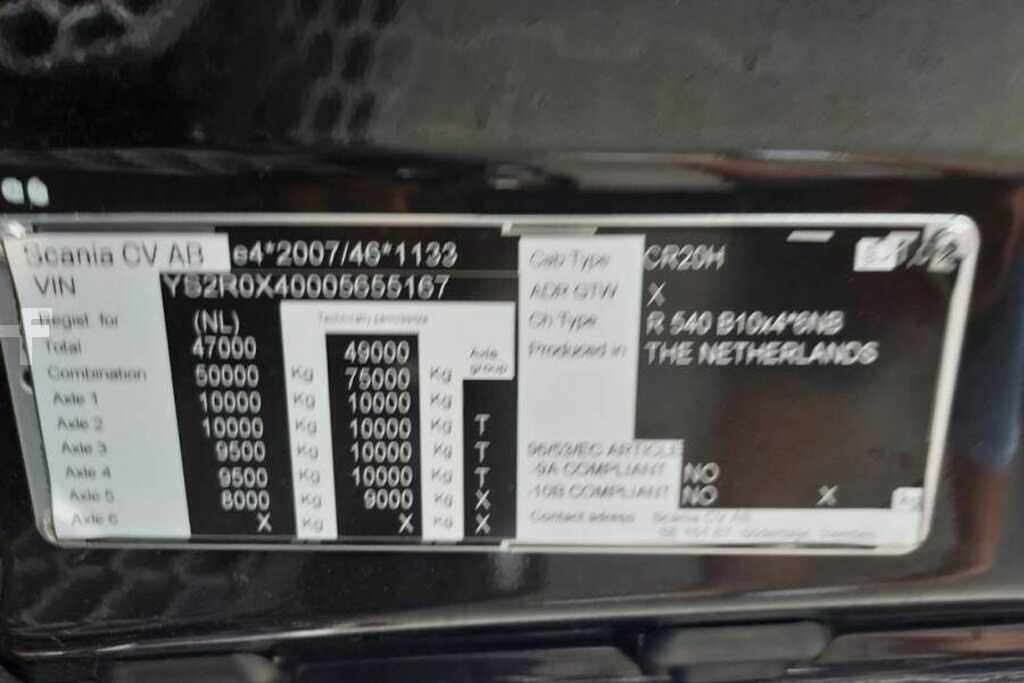 Scania CV AB e4*2007/46*1133
VIN YS2R0X40005655167
Regist. for (NL) Technically permissible
Total 47000 49000 Axle group
Combination 50000 Kg 75000 Kg
Axle 1 10000 Kg 10000 Kg
Axle 2 10000 Kg 10000 Kg T
Axle 3 9500 Kg 10000 Kg T
Axle 4 9500 Kg 10000 Kg T
Axle 5 8000 Kg 9000 Kg X
Axle 6 X Kg X Kg X
Cab Type CR20H
ADR GTW X
Ch Type R 540 B10x4*6NB
Produced in THE NETHERLANDS
96/53/EC ARTICLE
-9A COMPLIANT NO
-10B COMPLIANT NO X
Contact adress Scania CV AB